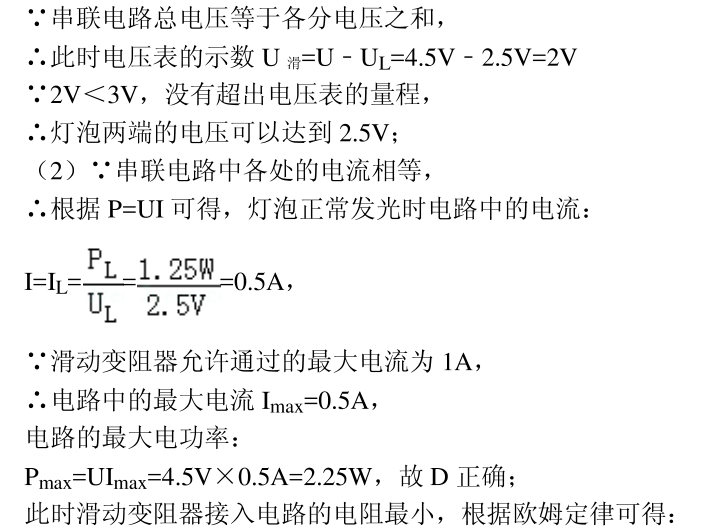 ∵串联电路总电压等于各分电压之和，
∴此时电压表的示数 U 滑=U﹣UL=4.5V﹣2.5V=2V
∵2V＜3V，没有超出电压表的量程，
∴灯泡两端的电压可以达到 2.5V；
（2）∵串联电路中各处的电流相等，
∴根据 P=UI 可得，灯泡正常发光时电路中的电流：
I=IL=PL/UL=1.25W/2.5V=0.5A，
∵滑动变阻器允许通过的最大电流为 1A，
∴电路中的最大电流 Imax=0.5A，
电路的最大电功率：
Pmax=UImax=4.5V×0.5A=2.25W，故 D 正确；
此时滑动变阻器接入电路的电阻最小，根据欧姆定律可得：